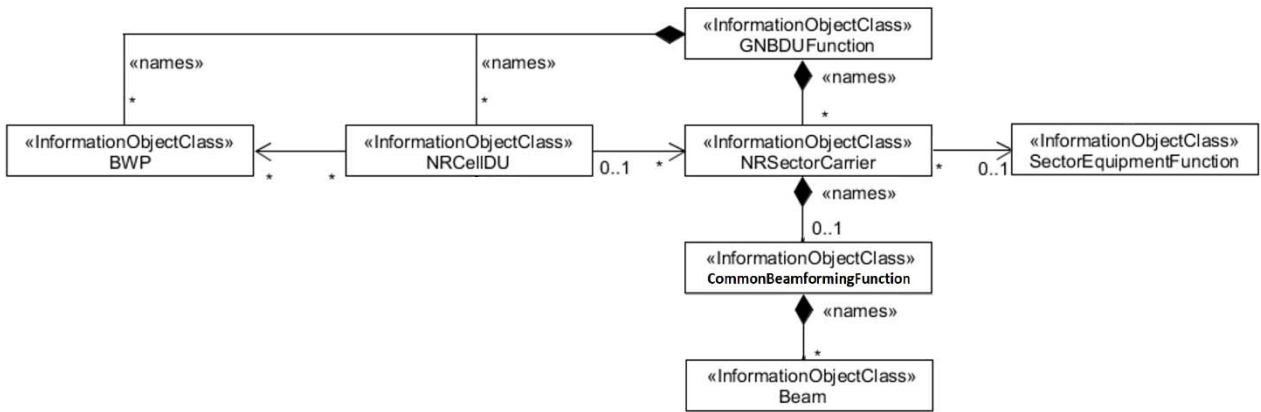 «InformationObjectClass»
GNBDUFunction
«names»
«names»
«names»
*
*
*
«InformationObjectClass»
BWP
«InformationObjectClass»
NRCellDU
«InformationObjectClass»
NRSectorCarrier
«InformationObjectClass»
SectorEquipmentFunction
*
*
0..1
*
*
0..1
«names»
0..1
«InformationObjectClass»
CommonBeamformingFunction
«names»
*
«InformationObjectClass»
Beam